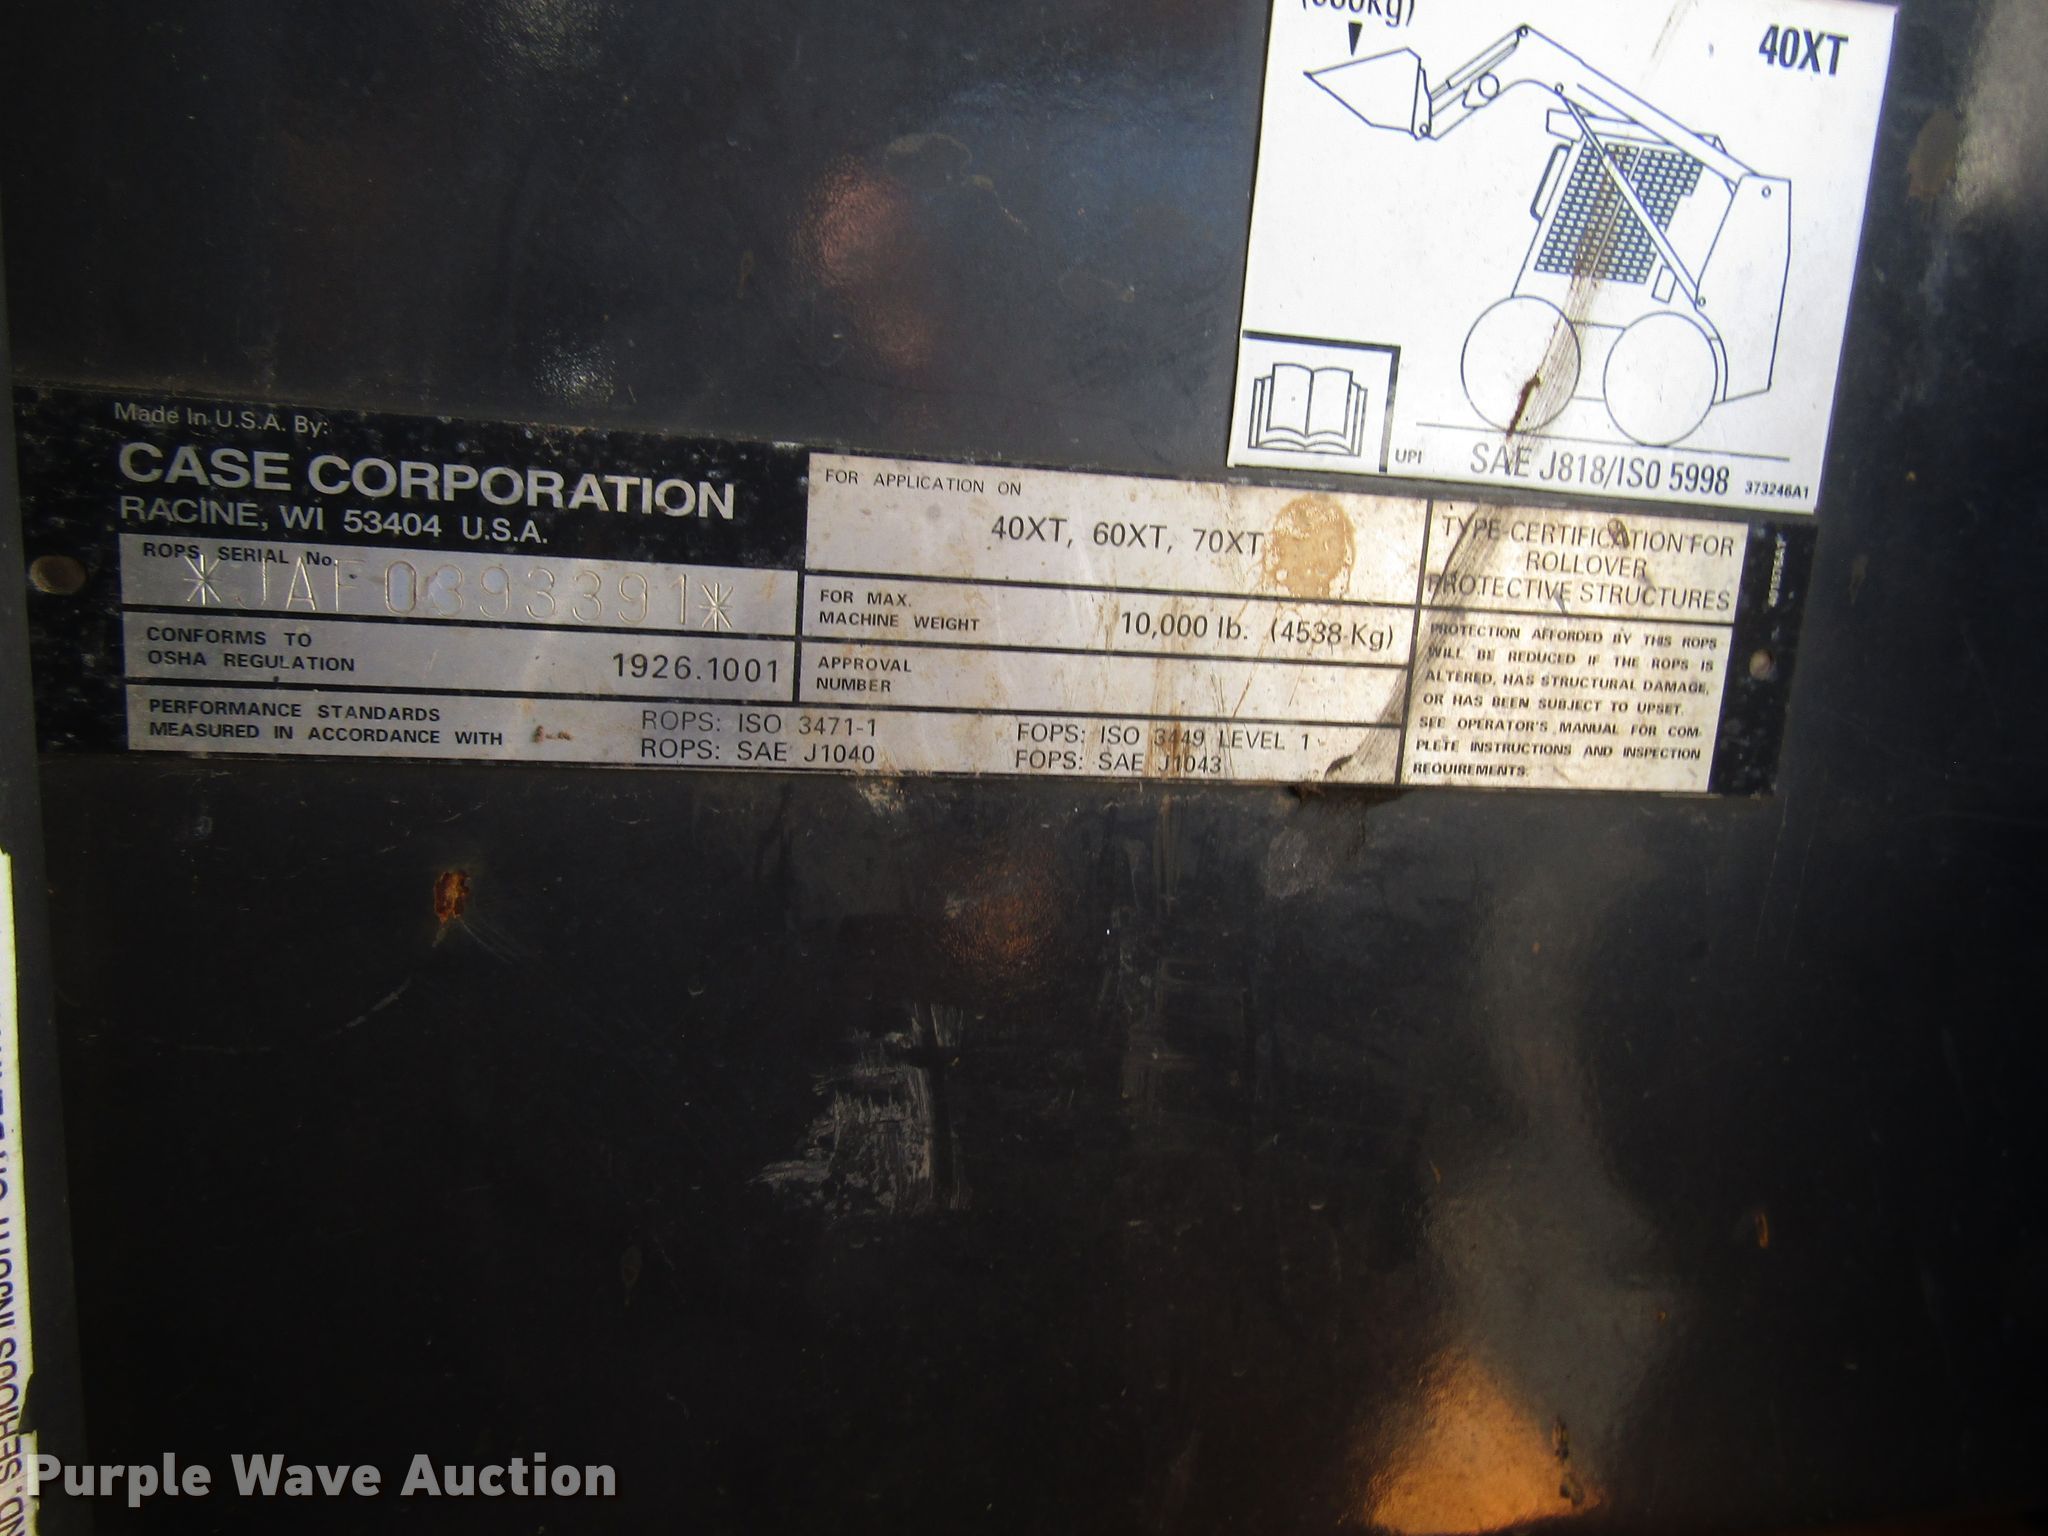 40XT
UPI
SAE J818/ISO 5998
373246A1
Made In U.S.A. By:
CASE CORPORATION
RACINE, WI 53404 U.S.A.
ROPS SERIAL No.
*JAF0393391*
CONFORMS TO
OSHA REGULATION 1926.1001
PERFORMANCE STANDARDS
MEASURED IN ACCORDANCE WITH
ROPS: ISO 3471-1
ROPS: SAE J1040
FOPS: ISO 3449 LEVEL 1
FOPS: SAE J1043
FOR APPLICATION ON
40XT, 60XT, 70XT
FOR MAX.
MACHINE WEIGHT 10,000 lb. (4538 Kg)
APPROVAL
NUMBER
TYPE-CERTIFICATION FOR
ROLLOVER
PROTECTIVE STRUCTURES
PROTECTION AFFORDED BY THIS ROPS
WILL BE REDUCED IF THE ROPS IS
ALTERED, HAS STRUCTURAL DAMAGE,
OR HAS BEEN SUBJECT TO UPSET.
SEE OPERATOR'S MANUAL FOR COM-
PLETE INSTRUCTIONS AND INSPECTION
REQUIREMENTS.
SERIOUS INJURY OR
Purple Wave Auction